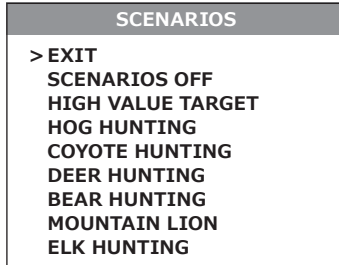 SCENARIOS
> EXIT
SCENARIOS OFF
HIGH VALUE TARGET
HOG HUNTING
COYOTE HUNTING
DEER HUNTING
BEAR HUNTING
MOUNTAIN LION
ELK HUNTING